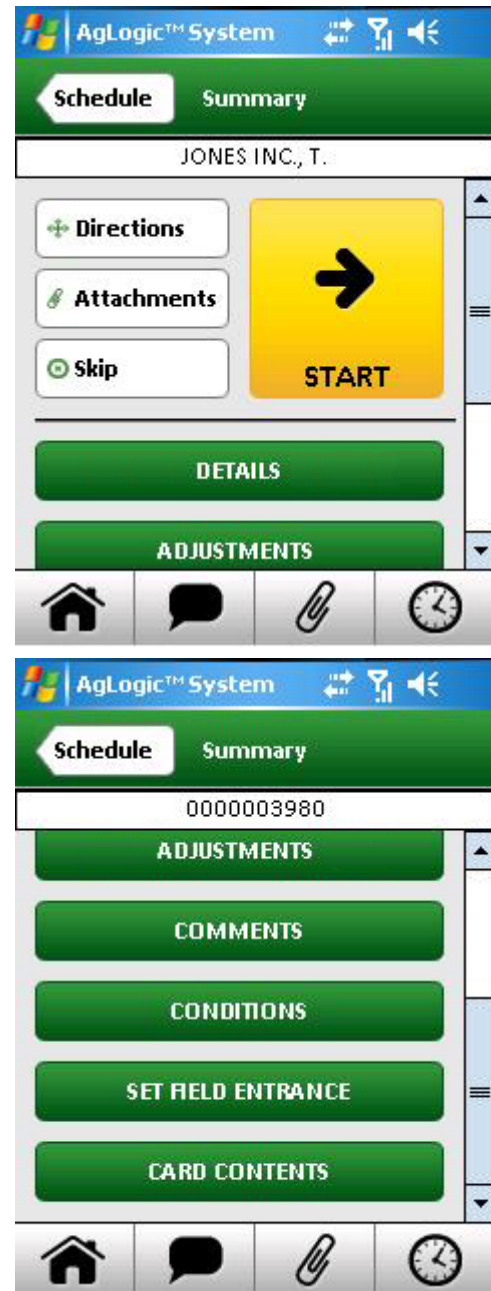 AgLogic™ System
Schedule Summary
JONES INC., T.
Directions
Attachments
Skip
START
DETAILS
ADJUSTMENTS
AgLogic™ System
Schedule Summary
0000003980
ADJUSTMENTS
COMMENTS
CONDITIONS
SET FIELD ENTRANCE
CARD CONTENTS